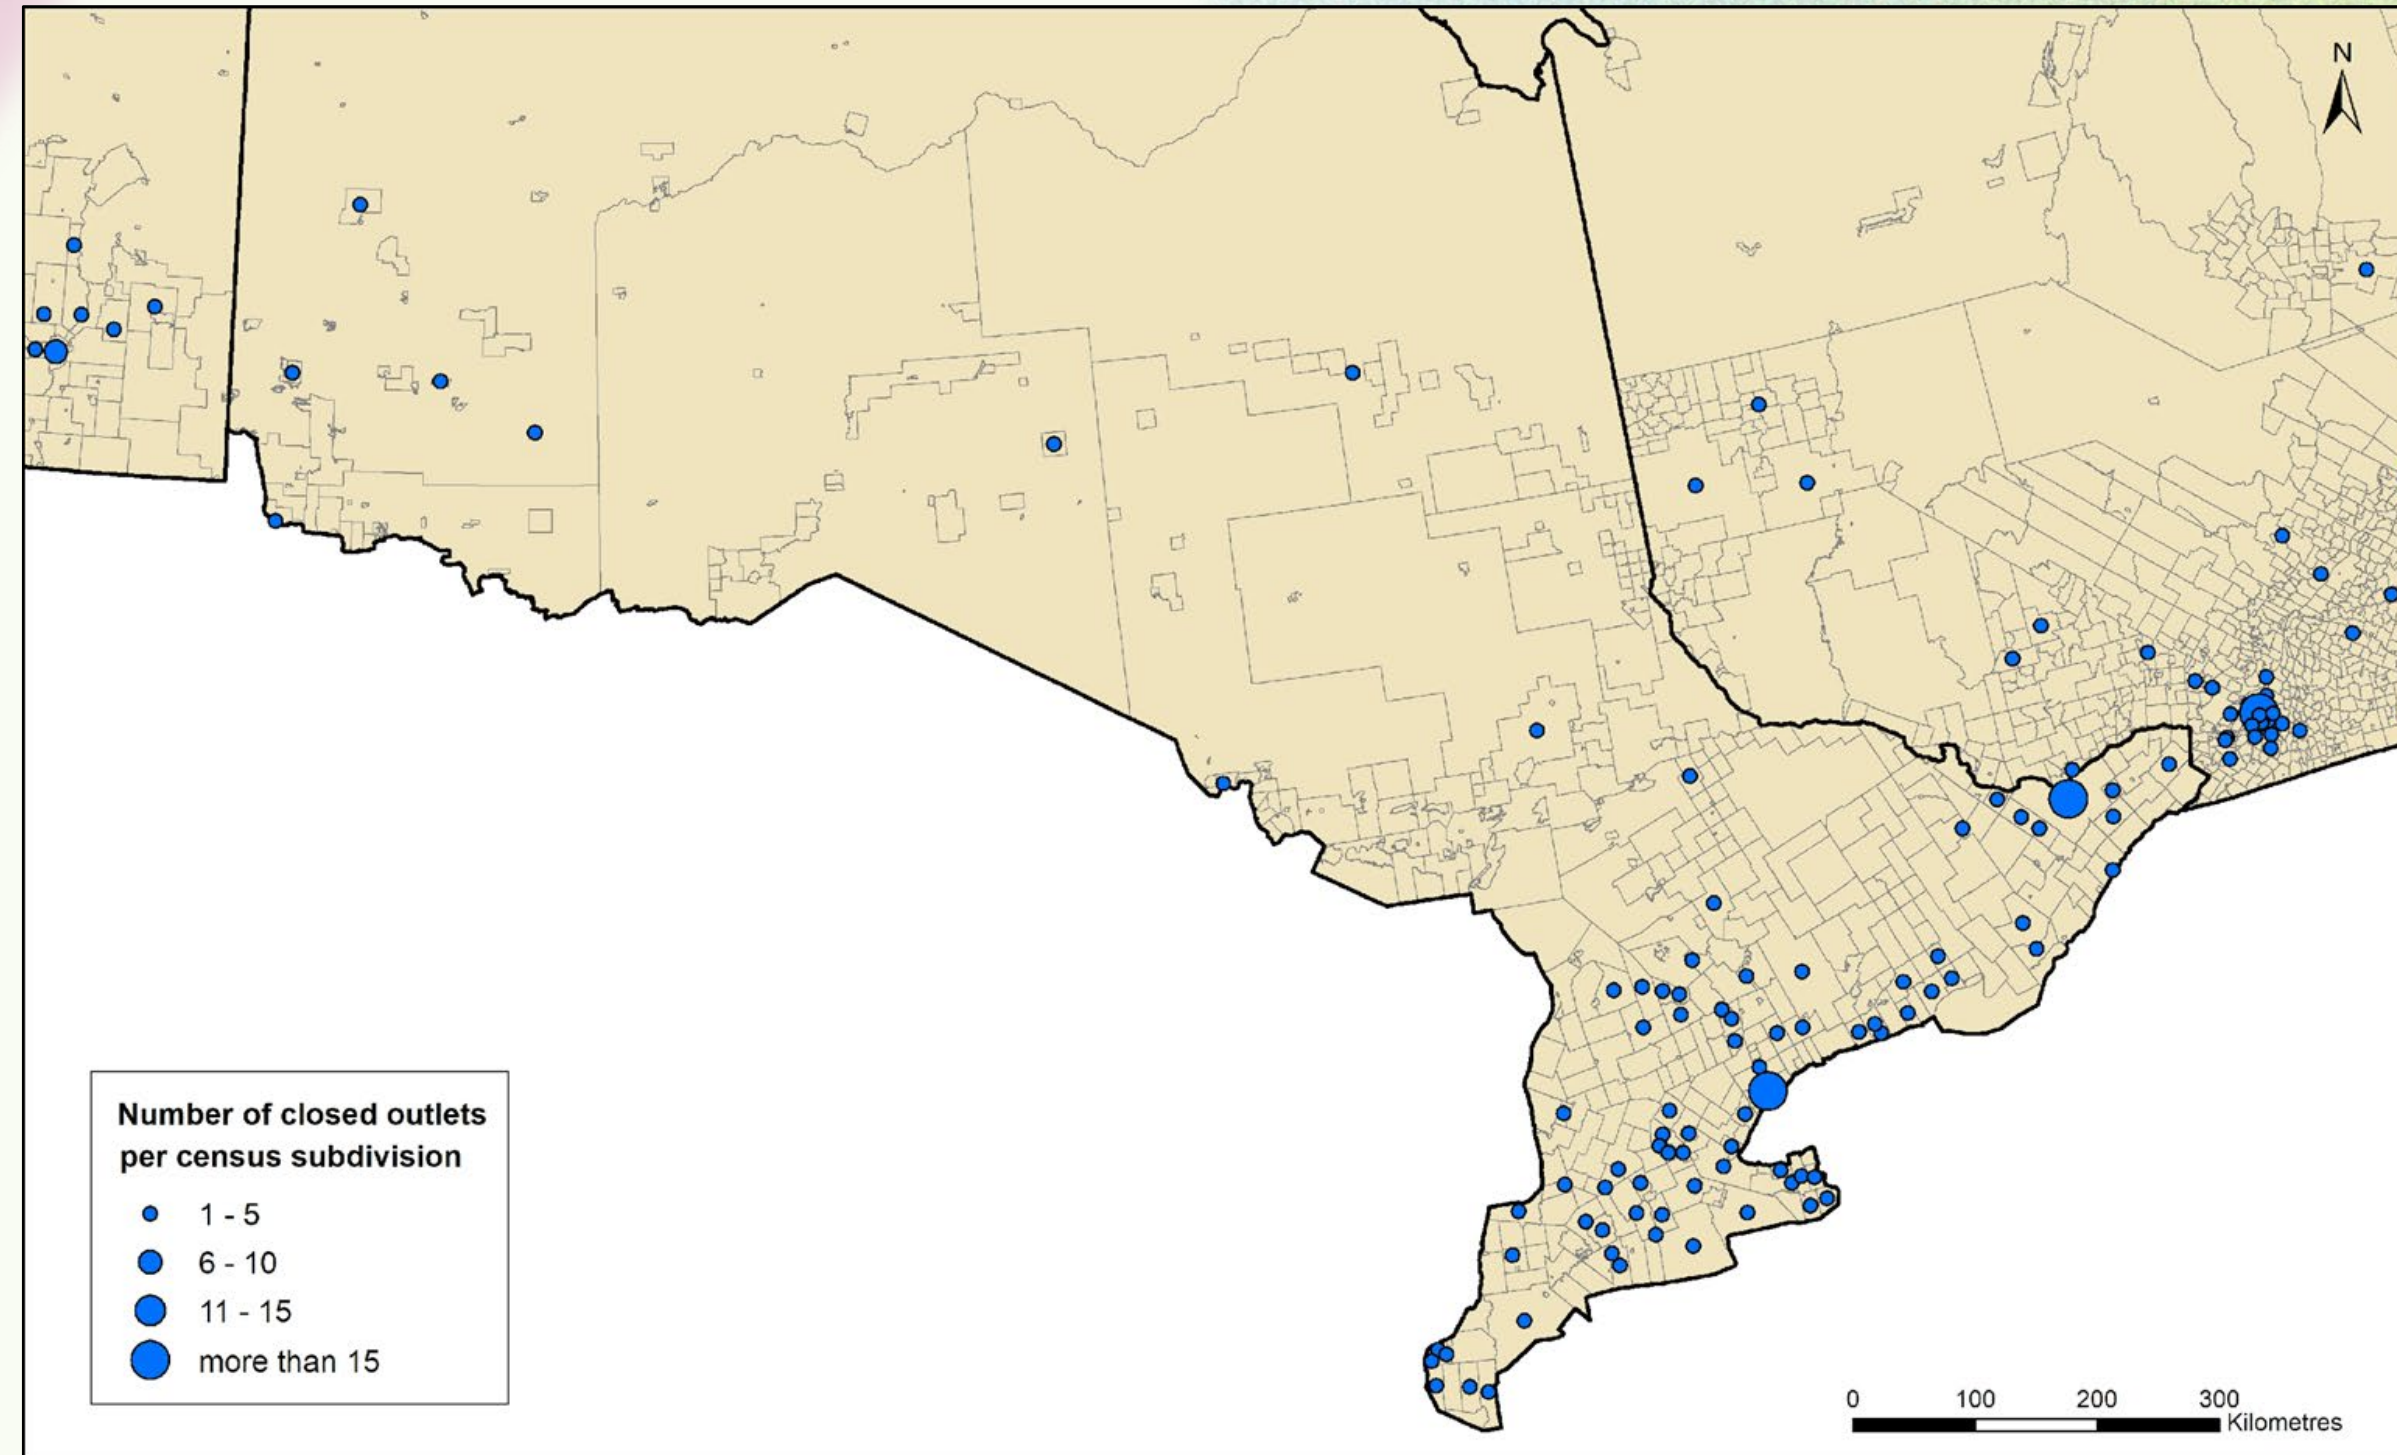 N
Number of closed outlets
per census subdivision
1 - 5
6 - 10
11 - 15
more than 15
0 100 200 300
Kilometres